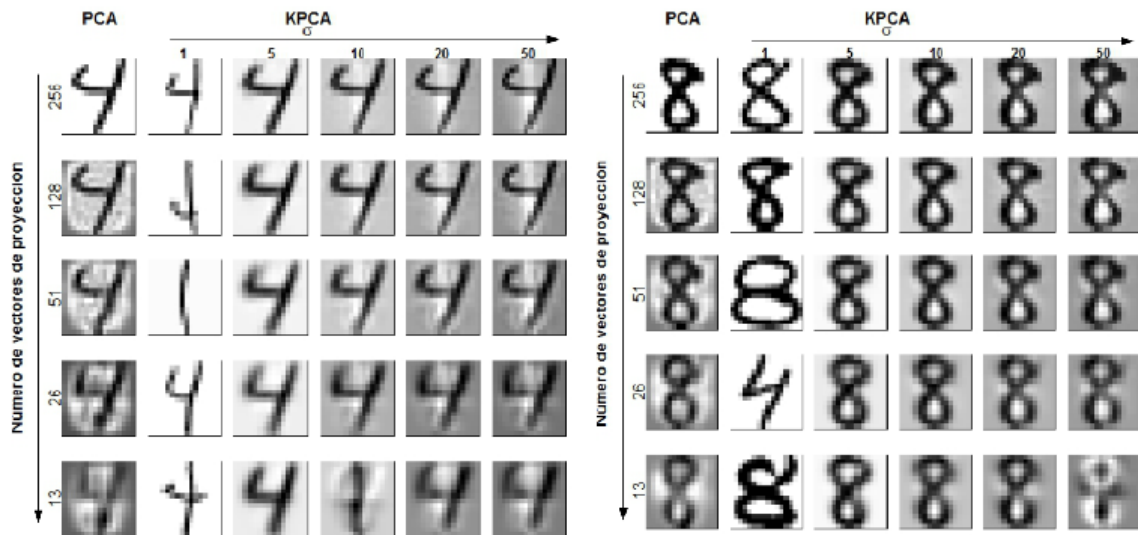 PCA KPCA
σ
1 5 10 20 50
Número de vectores de proyección
256
128
51
26
13
PCA KPCA
σ
1 5 10 20 50
Número de vectores de proyección
256
128
51
26
13